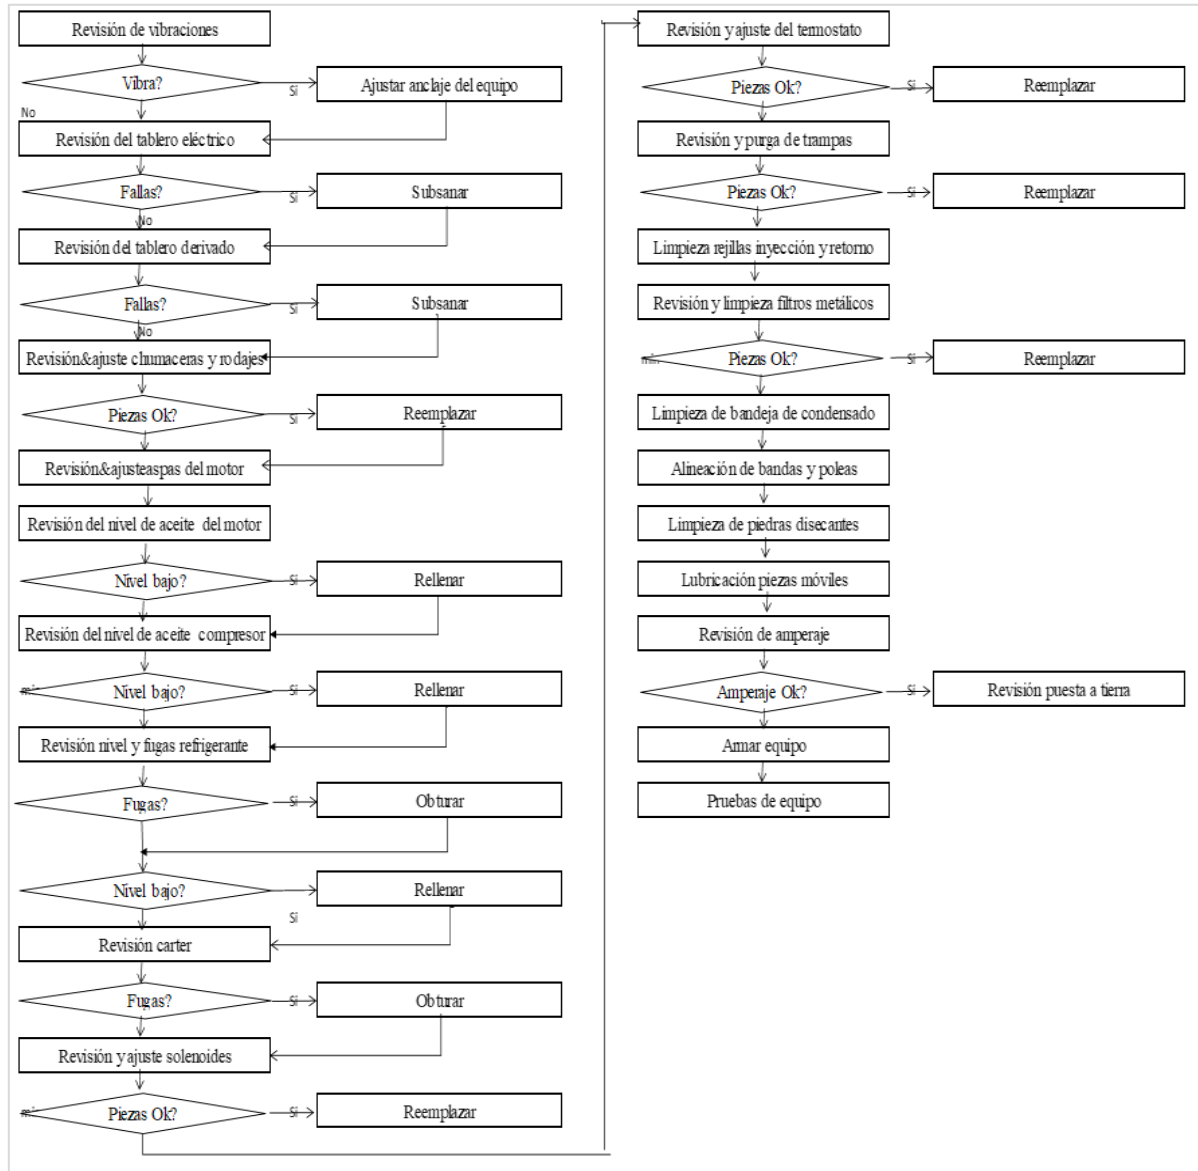 Revisión de vibraciones
Vibra?
Si
Ajustar anclaje del equipo
No
Revisión del tablero eléctrico
Fallas?
Si
Subsanar
No
Revisión del tablero derivado
Fallas?
Si
Subsanar
No
Revisión&ajuste chumaceras y rodajes
Piezas Ok?
Si
Reemplazar
Revisión&ajusteaspas del motor
Revisión del nivel de aceite del motor
Nivel bajo?
Si
Rellenar
Revisión del nivel de aceite compresor
Nivel bajo?
Si
Rellenar
Revisión nivel y fugas refrigerante
Fugas?
Si
Obturar
Nivel bajo?
Si
Rellenar
Revisión carter
Fugas?
Si
Obturar
Revisión y ajuste solenoides
Piezas Ok?
Si
Reemplazar
Revisión y ajuste del termostato
Piezas Ok?
Si
Reemplazar
Revisión y purga de trampas
Piezas Ok?
Si
Reemplazar
Limpieza rejillas inyección y retorno
Revisión y limpieza filtros metálicos
Piezas Ok?
Si
Reemplazar
Limpieza de bandeja de condensado
Alineación de bandas y poleas
Limpieza de piedras disecantes
Lubricación piezas móviles
Revisión de amperaje
Amperaje Ok?
Si
Revisión puesta a tierra
Armar equipo
Pruebas de equipo